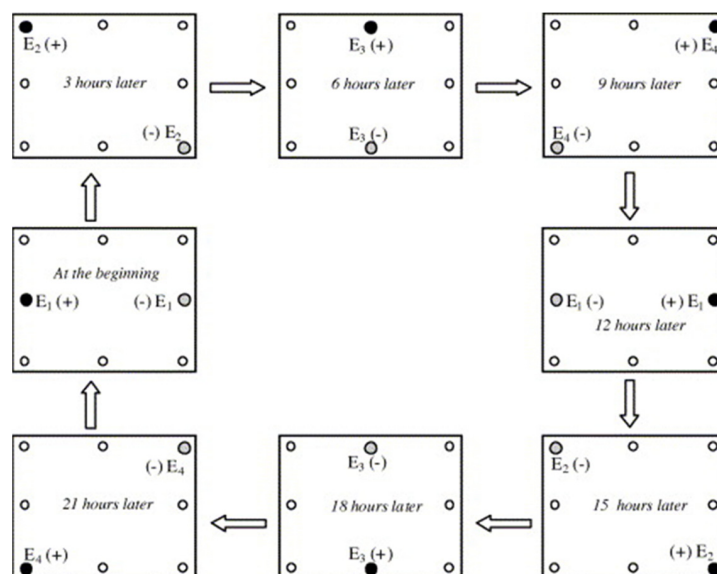 E₂ (+)
3 hours later
(-) E₂
E₃ (+)
6 hours later
E₃ (-)
(+) E₄
9 hours later
E₄ (-)
At the beginning
E₁ (+) (-) E₁
E₁ (-) (+) E₁
12 hours later
(-) E₄
21 hours later
E₄ (+)
E₃ (-)
18 hours later
E₃ (+)
E₂ (-)
15 hours later
(+) E₂